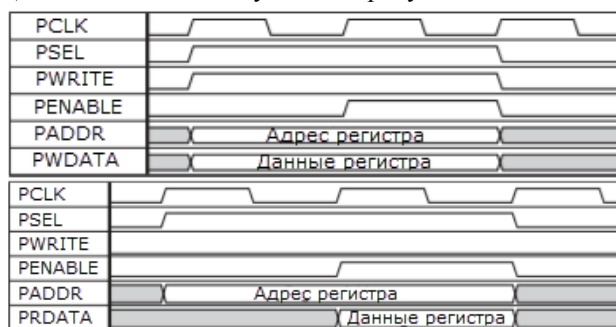 PCLK
PSEL
PWRITE
PENABLE
PADDR Адрес регистра
PWDATA Данные регистра
PCLK
PSEL
PWRITE
PENABLE
PADDR Адрес регистра
PRDATA Данные регистра